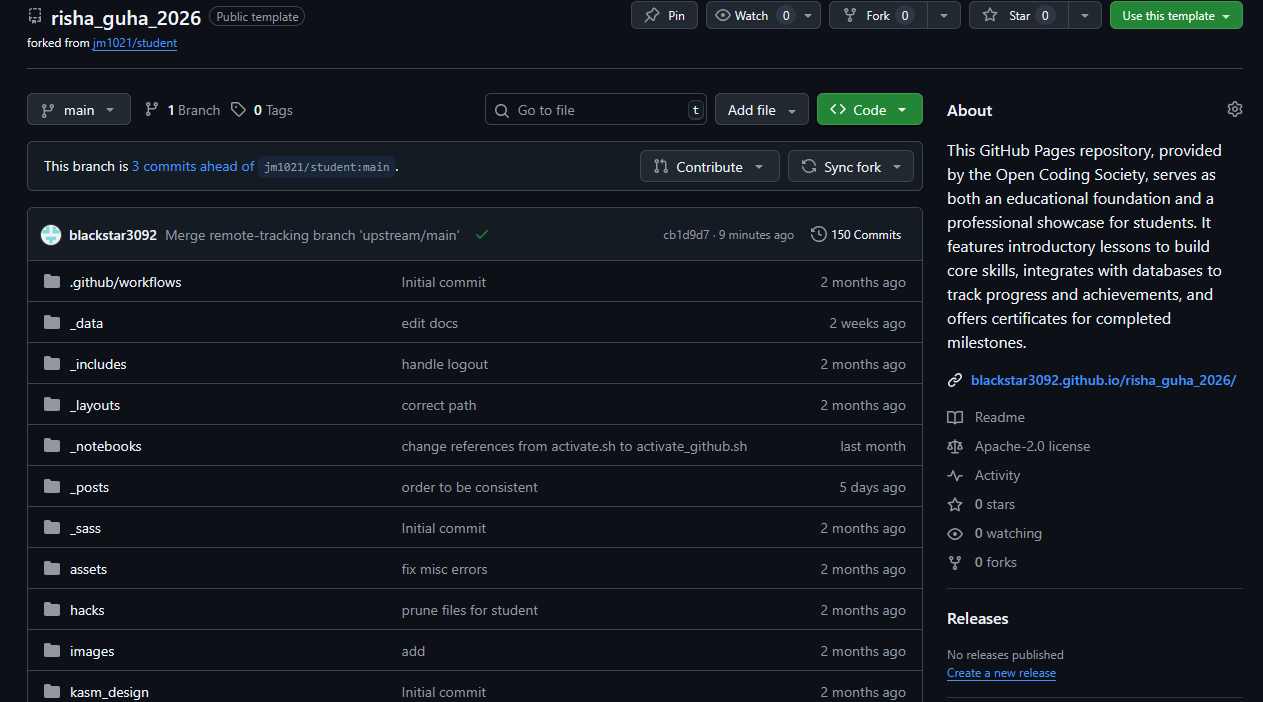 risha_guha_2026 Public template Pin Watch 0 Fork 0 Star 0 Use this template
forked from jm1021/student
main 1 Branch 0 Tags Go to file t Add file Code
This branch is 3 commits ahead of jm1021/student:main . Contribute Sync fork
blackstar3092 Merge remote-tracking branch 'upstream/main' cb1d9d7 · 9 minutes ago 150 Commits
.github/workflows Initial commit 2 months ago
_data edit docs 2 weeks ago
_includes handle logout 2 months ago
_layouts correct path 2 months ago
_notebooks change references from activate.sh to activate_github.sh last month
_posts order to be consistent 5 days ago
_sass Initial commit 2 months ago
assets fix misc errors 2 months ago
hacks prune files for student 2 months ago
images add 2 months ago
kasm_design Initial commit 2 months ago
About
This GitHub Pages repository, provided
by the Open Coding Society, serves as
both an educational foundation and a
professional showcase for students. It
features introductory lessons to build
core skills, integrates with databases to
track progress and achievements, and
offers certificates for completed
milestones.
blackstar3092.github.io/risha_guha_2026/
Readme
Apache-2.0 license
Activity
0 stars
0 watching
0 forks
Releases
No releases published
Create a new release